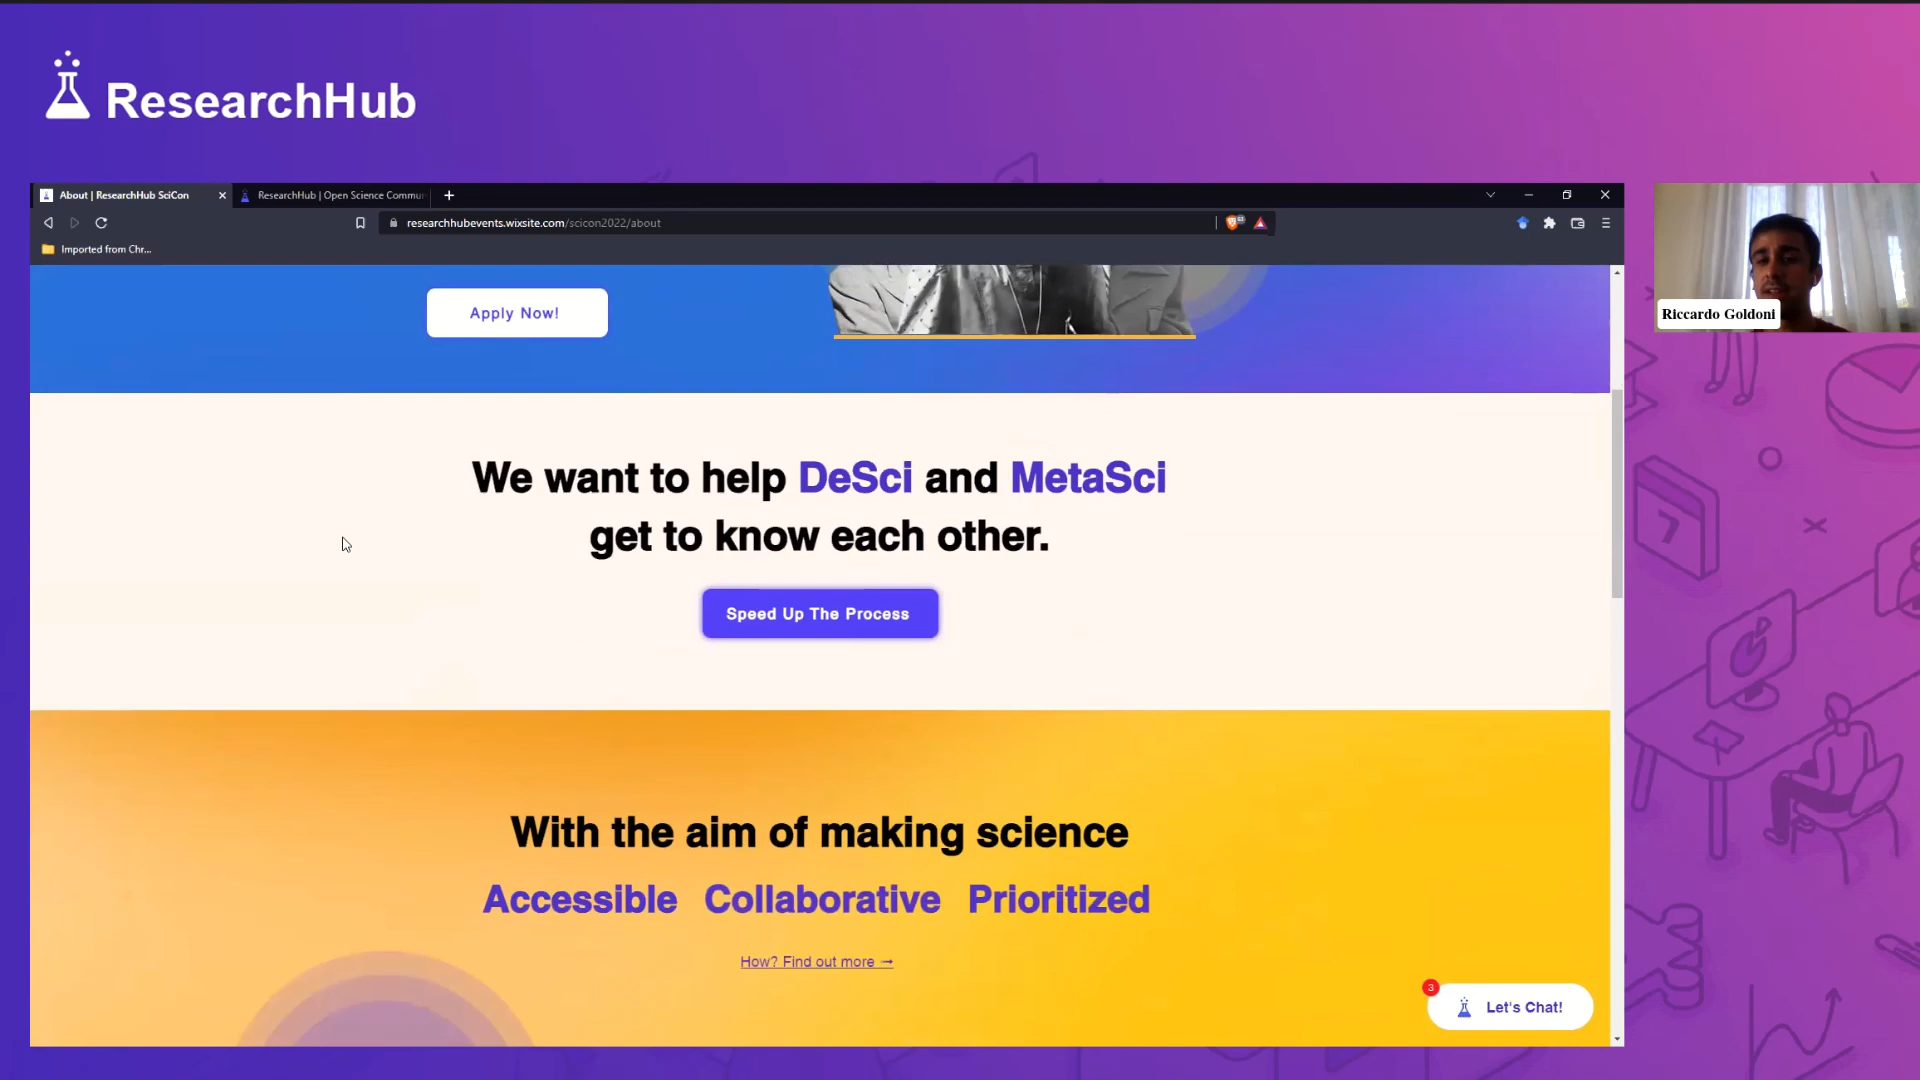 ResearchHub
About | ResearchHub SciCon
ResearchHub | Open Science Commu
researchhubevents.wixsite.com/scicon2022/about
Imported from Chr...
Apply Now!
Riccardo Goldoni
We want to help DeSci and MetaSci
get to know each other.
Speed Up The Process
7
With the aim of making science
Accessible Collaborative Prioritized
How? Find out more →
3
Let's Chat!